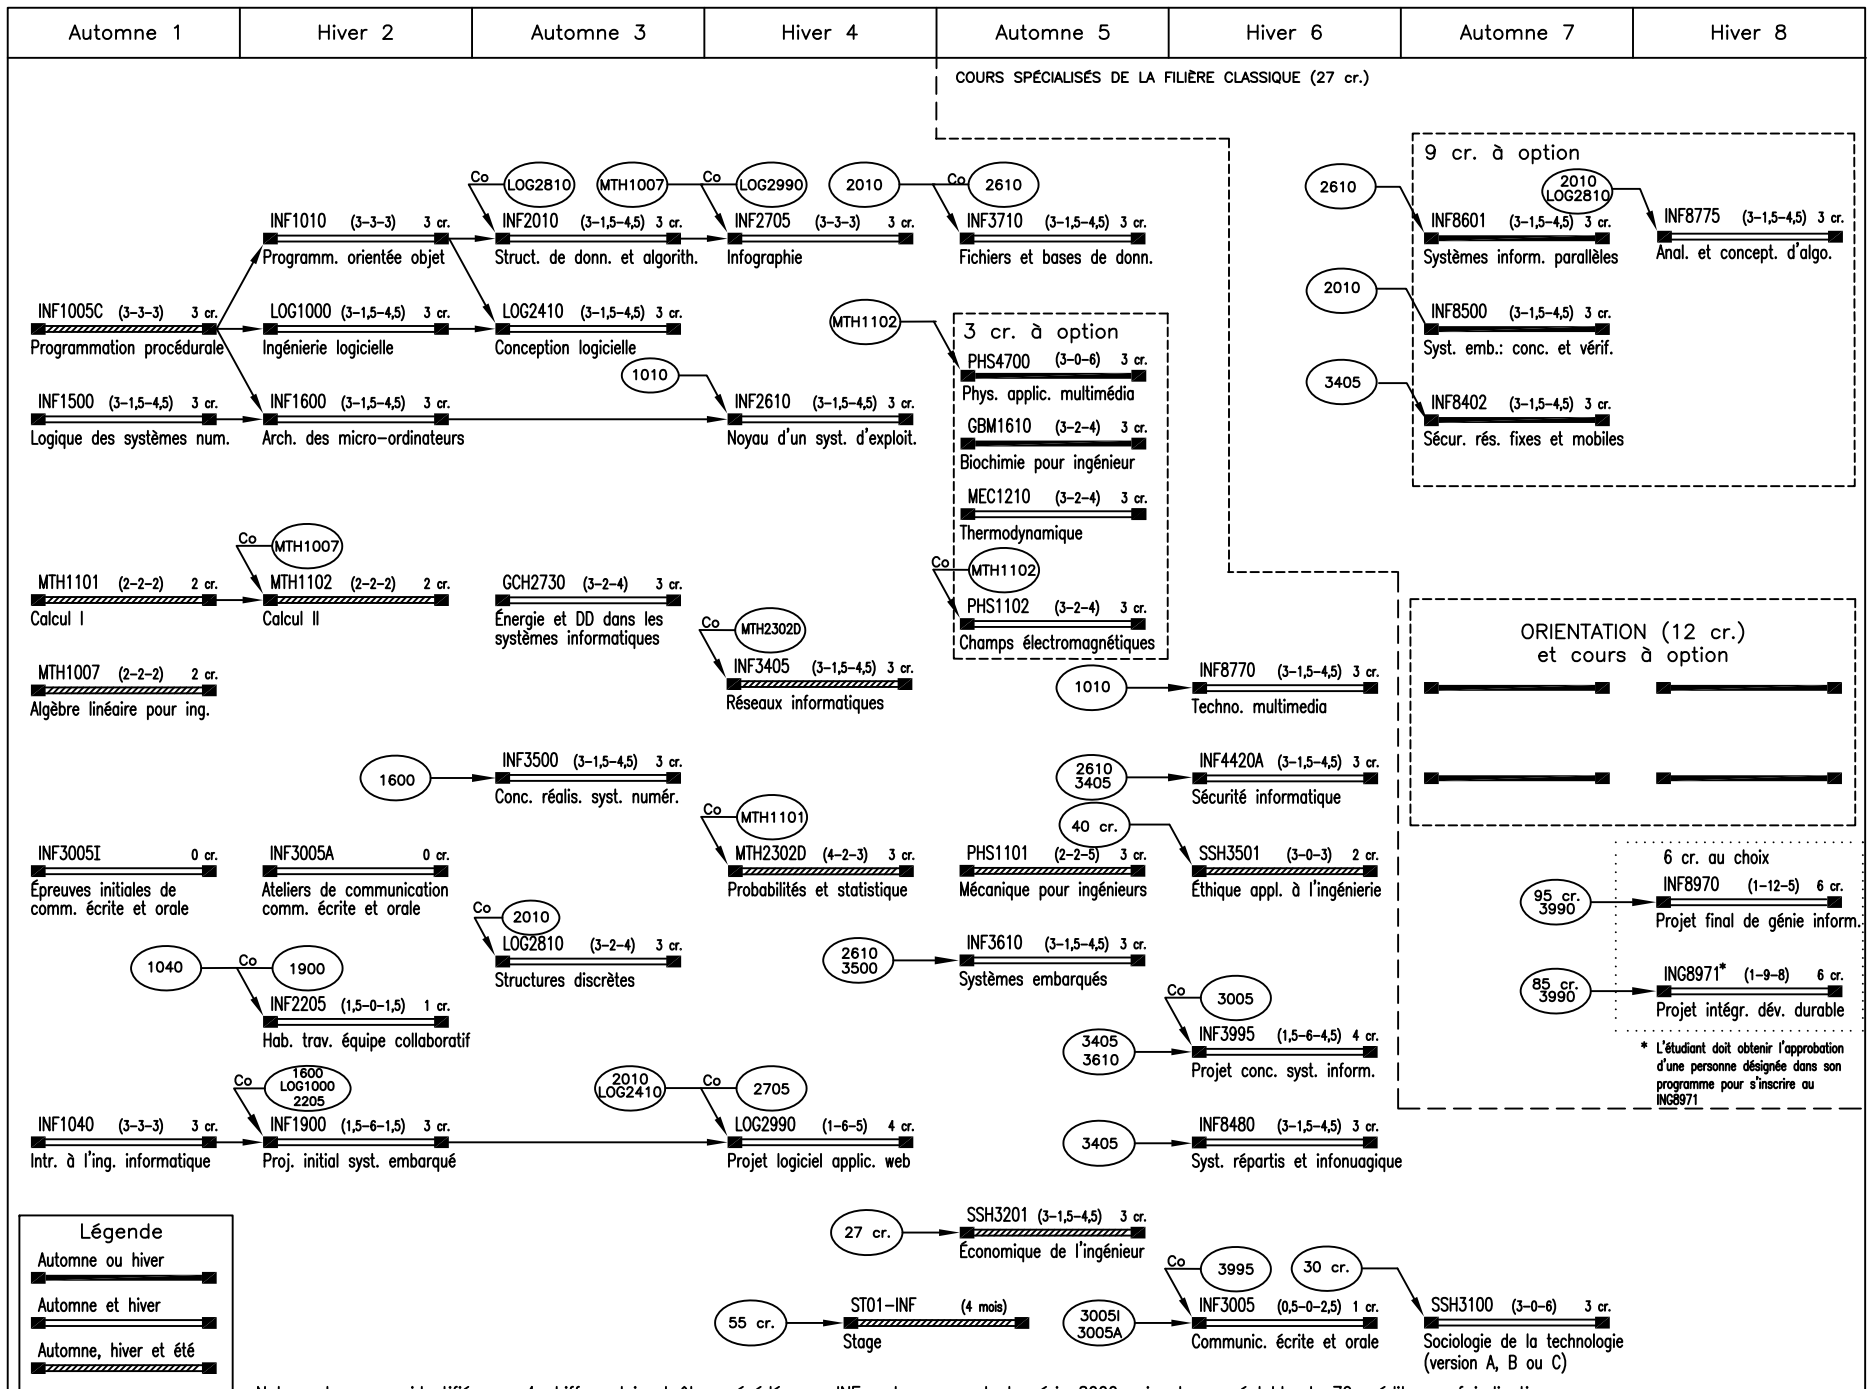 Automne 1
Hiver 2
Automne 3
Hiver 4
Automne 5
Hiver 6
Automne 7
Hiver 8
COURS SPÉCIALISÉS DE LA FILIÈRE CLASSIQUE (27 cr.)
INF1005C (3-3-3) 3 cr.
Programmation procédurale
INF1500 (3-1,5-4,5) 3 cr.
Logique des systèmes num.
MTH1101 (2-2-2) 2 cr.
Calcul I
MTH1007 (2-2-2) 2 cr.
Algèbre linéaire pour ing.
INF3005I 0 cr.
Épreuves initiales de
comm. écrite et orale
1040
INF1040 (3-3-3) 3 cr.
Intr. à l'ing. informatique
INF1010 (3-3-3) 3 cr.
Programm. orientée objet
LOG1000 (3-1,5-4,5) 3 cr.
Ingénierie logicielle
INF1600 (3-1,5-4,5) 3 cr.
Arch. des micro-ordinateurs
Co
MTH1007
MTH1102 (2-2-2) 2 cr.
Calcul II
1600
INF3005A 0 cr.
Ateliers de communication
comm. écrite et orale
Co
1900
INF2205 (1,5-0-1,5) 1 cr.
Hab. trav. équipe collaboratif
Co
1600
LOG1000
2205
INF1900 (1,5-6-1,5) 3 cr.
Proj. initial syst. embarqué
Co
LOG2810
MTH1007
INF2010 (3-1,5-4,5) 3 cr.
Struct. de donn. et algorith.
LOG2410 (3-1,5-4,5) 3 cr.
Conception logicielle
1010
GCH2730 (3-2-4) 3 cr.
Énergie et DD dans les
systèmes informatiques
INF3500 (3-1,5-4,5) 3 cr.
Conc. réalis. syst. numér.
Co
2010
LOG2810 (3-2-4) 3 cr.
Structures discrètes
2010
LOG2410
Co
LOG2990
2010
INF2705 (3-3-3) 3 cr.
Infographie
MTH1102
INF2610 (3-1,5-4,5) 3 cr.
Noyau d'un syst. d'exploit.
Co
MTH2302D
INF3405 (3-1,5-4,5) 3 cr.
Réseaux informatiques
Co
MTH1101
MTH2302D (4-2-3) 3 cr.
Probabilités et statistique
2610
3500
Co
2705
LOG2990 (1-6-5) 4 cr.
Projet logiciel applic. web
27 cr.
55 cr.
ST01-INF (4 mois)
Stage
Co
2610
INF3710 (3-1,5-4,5) 3 cr.
Fichiers et bases de donn.
3 cr. à option
PHS4700 (3-0-6) 3 cr.
Phys. applic. multimédia
GBM1610 (3-2-4) 3 cr.
Biochimie pour ingénieur
MEC1210 (3-2-4) 3 cr.
Thermodynamique
Co
MTH1102
PHS1102 (3-2-4) 3 cr.
Champs électromagnétiques
1010
2610
3405
40 cr.
PHS1101 (2-2-5) 3 cr.
Mécanique pour ingénieurs
INF3610 (3-1,5-4,5) 3 cr.
Systèmes embarqués
3405
3610
3405
SSH3201 (3-1,5-4,5) 3 cr.
Économique de l'ingénieur
3005I
3005A
INF8770 (3-1,5-4,5) 3 cr.
Techno. multimedia
INF4420A (3-1,5-4,5) 3 cr.
Sécurité informatique
SSH3501 (3-0-3) 2 cr.
Éthique appl. à l'ingénierie
Co
3005
INF3995 (1,5-6-4,5) 4 cr.
Projet conc. syst. inform.
INF8480 (3-1,5-4,5) 3 cr.
Syst. répartis et infonuagique
Co
3995
30 cr.
INF3005 (0,5-0-2,5) 1 cr.
Communic. écrite et orale
9 cr. à option
2610
INF8601 (3-1,5-4,5) 3 cr.
Systèmes inform. parallèles
2010
LOG2810
INF8775 (3-1,5-4,5) 3 cr.
Anal. et concept. d'algo.
2010
INF8500 (3-1,5-4,5) 3 cr.
Syst. emb.: conc. et vérif.
3405
INF8402 (3-1,5-4,5) 3 cr.
Sécur. rés. fixes et mobiles
ORIENTATION (12 cr.)
et cours à option
6 cr. au choix
95 cr.
3990
INF8970 (1-12-5) 6 cr.
Projet final de génie inform.
85 cr.
3990
ING8971* (1-9-8) 6 cr.
Projet intégr. dév. durable
* L'étudiant doit obtenir l'approbation
d'une personne désignée dans son
programme pour s'inscrire au
ING8971
SSH3100 (3-0-6) 3 cr.
Sociologie de la technologie
(version A, B ou C)
Légende
Automne ou hiver
Automne et hiver
Automne, hiver et été